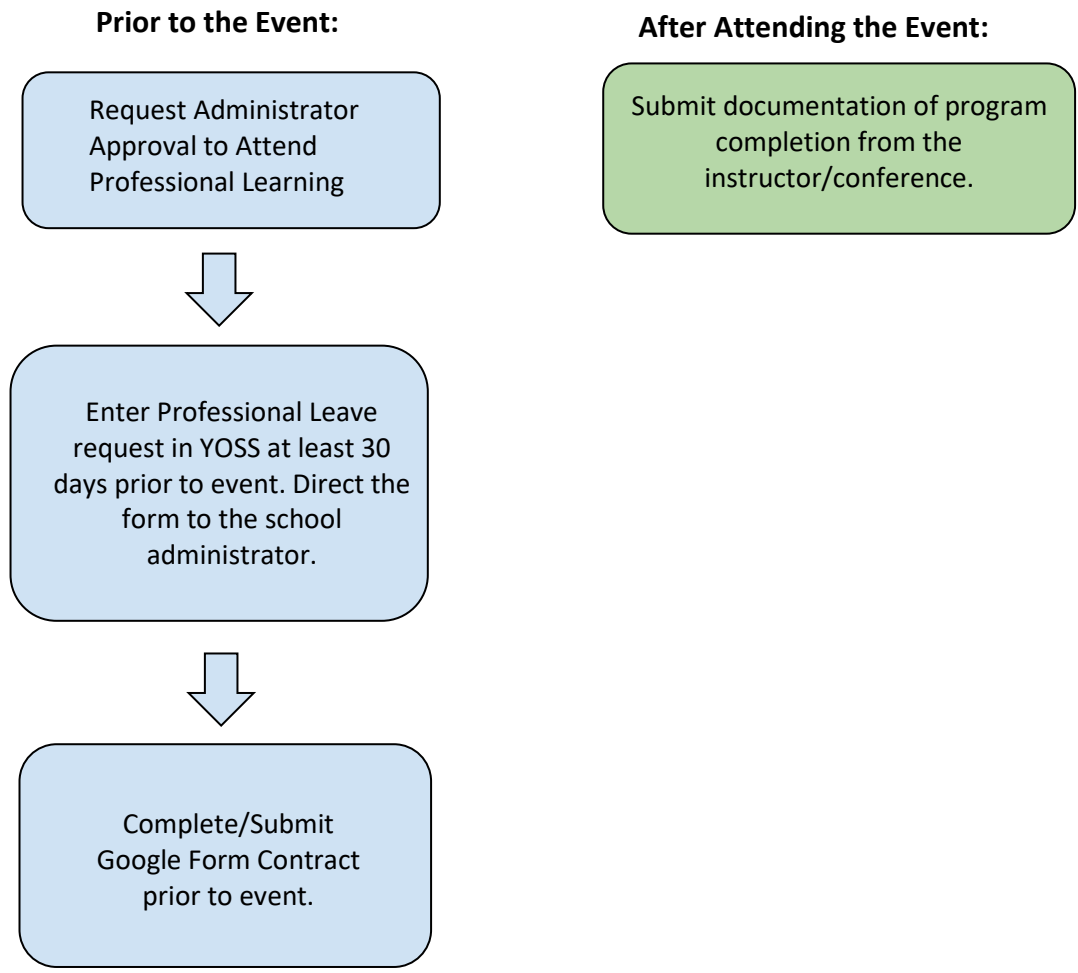 Prior to the Event:
Request Administrator
Approval to Attend
Professional Learning
Enter Professional Leave
request in YOSS at least 30
days prior to event. Direct the
form to the school
administrator.
Complete/Submit
Google Form Contract
prior to event.
After Attending the Event:
Submit documentation of program
completion from the
instructor/conference.